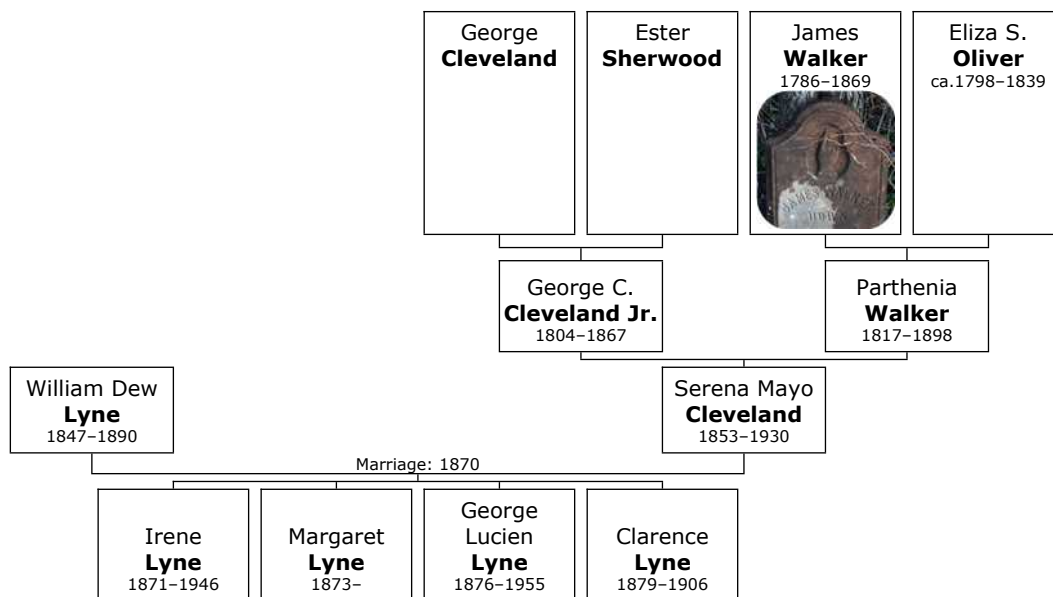 George
Cleveland
Ester
Sherwood
James
Walker
1786–1869
JAMES WALKER
Eliza S.
Oliver
ca.1798–1839
George C.
Cleveland Jr.
1804–1867
Parthenia
Walker
1817–1898
William Dew
Lyne
1847–1890
Serena Mayo
Cleveland
1853–1930
Marriage: 1870
Irene
Lyne
1871–1946
Margaret
Lyne
1873–
George
Lucien
Lyne
1876–1955
Clarence
Lyne
1879–1906